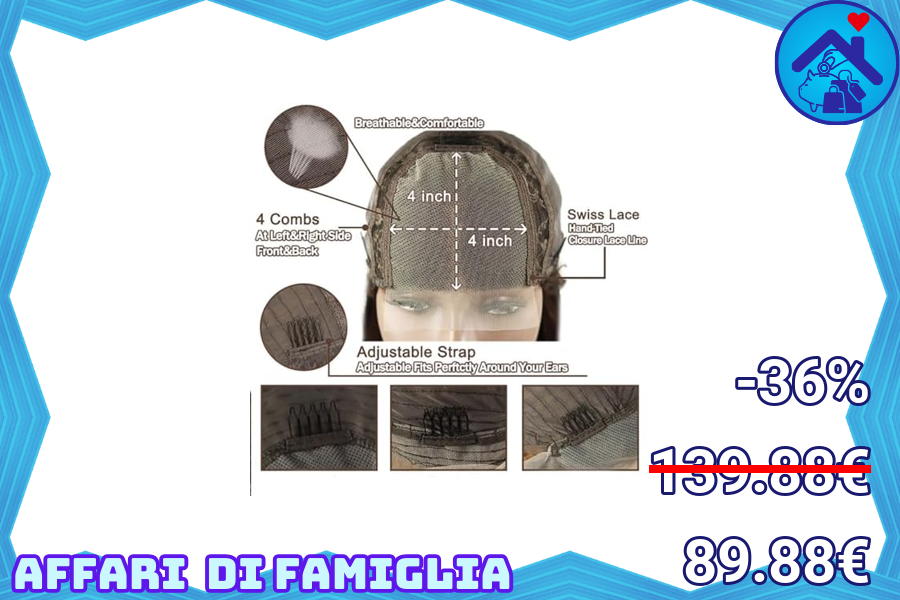 Breathable&Comfortable
4 inch
4 Combs
At Left&Right Side
Front&Back
4 inch
Swiss Lace
Hand-Tied
Closure Lace Line
Adjustable Strap
Adjustable Fits Perftctly Around Your Ears
-36%
139.88€
89.88€
AFFARI DI FAMIGLIA